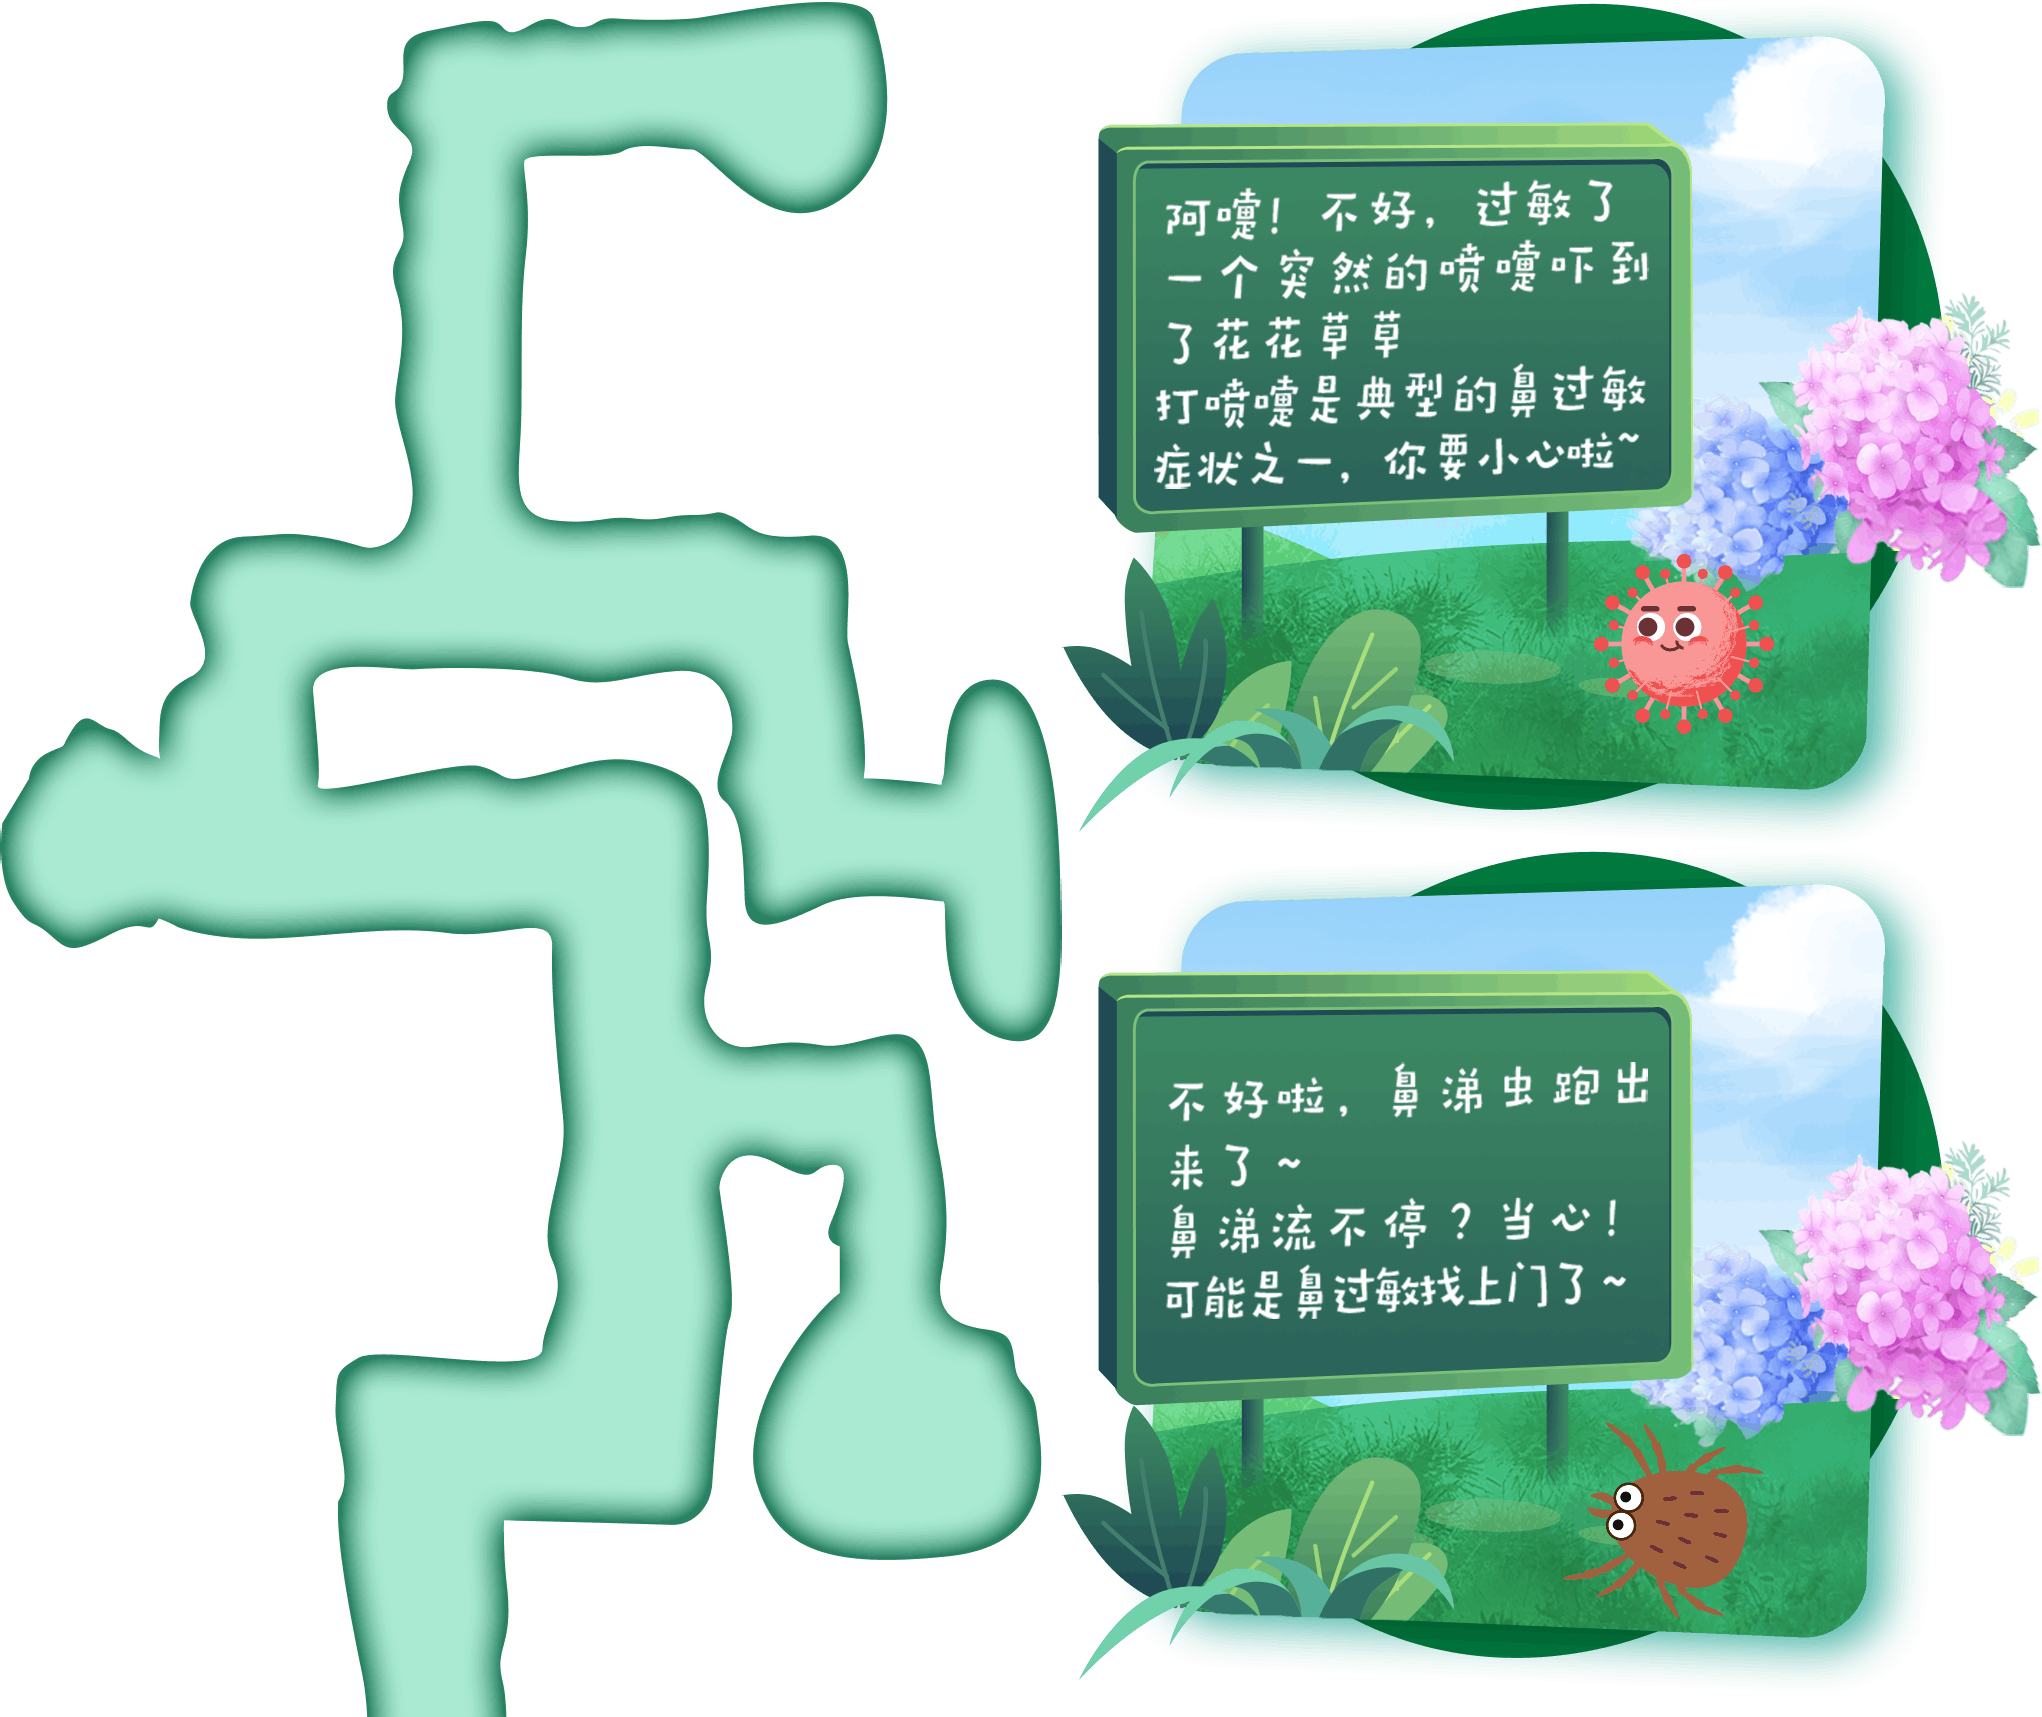 阿嚏！不好，过敏了
一个突然的喷嚏吓到
了花花草草
打喷嚏是典型的鼻过敏
症状之一，你要小心啦~
不好啦，鼻涕虫跑出
来了~
鼻涕流不停？当心！
可能是鼻过敏找上门了~